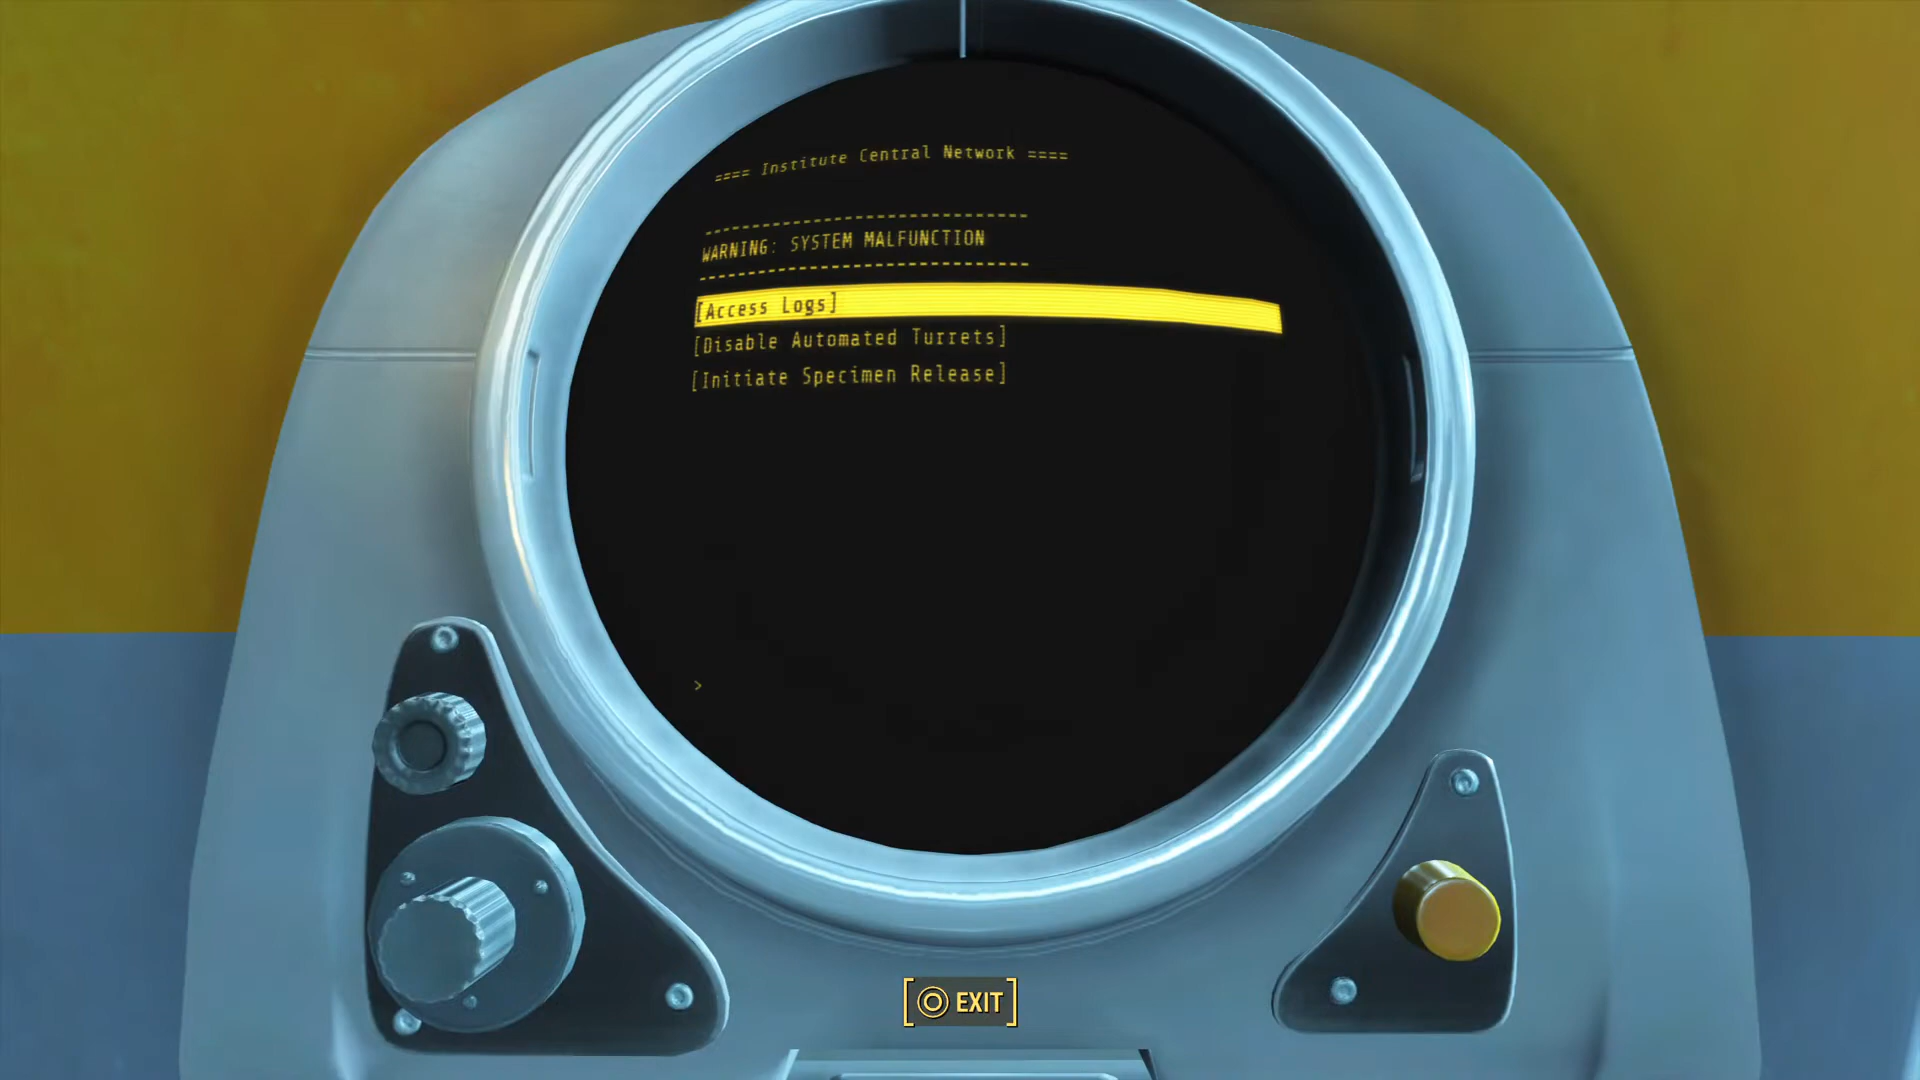 ==== Institute Central Network ====
------------------------------
WARNING: SYSTEM MALFUNCTION
------------------------------
[Access Logs]
[Disable Automated Turrets]
[Initiate Specimen Release]
>
[EXIT]